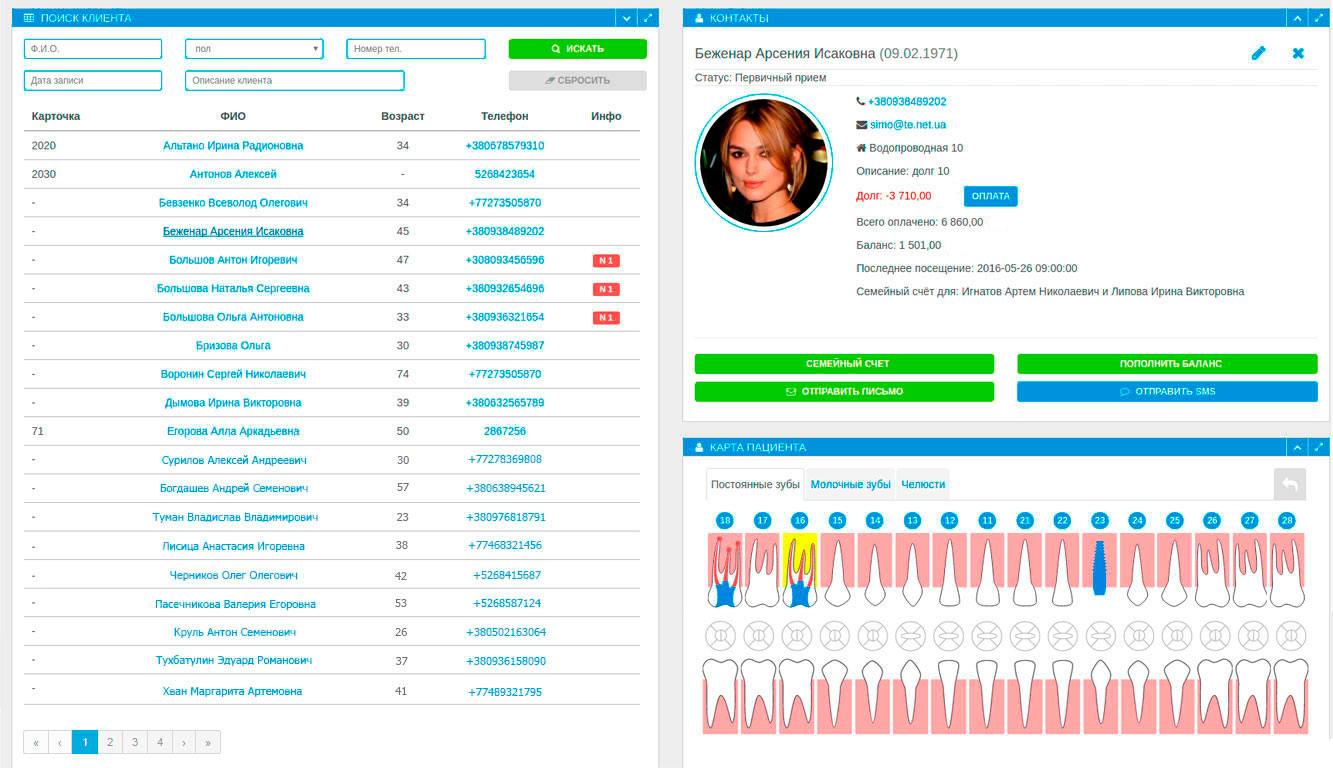 ПОИСК КЛИЕНТА
Ф.И.О. пол Номер тел. ИСКАТЬ
Дата записи Описание клиента СБРОСИТЬ
Карточка ФИО Возраст Телефон Инфо
2020 Альтано Ирина Радионовна 34 +380678579310
2030 Антонов Алексей - 5268423654
- Бевзенко Всеволод Олегович 34 +77273505870
- Беженар Арсения Исаковна 45 +380938489202
- Большов Антон Игоревич 47 +308093456596 N 1
- Большова Наталья Сергеевна 43 +380932654696 N 1
- Большова Ольга Антоновна 33 +380936321654 N 1
- Бризова Ольга 30 +380938745987
- Воронин Сергей Николаевич 74 +77273505870
- Дымова Ирина Викторовна 39 +380632565789
71 Егорова Алла Аркадьевна 50 2867256
- Сурилов Алексей Андреевич 30 +77278369808
- Богдашев Андрей Семенович 57 +380638945621
- Туман Владислав Владимирович 23 +380976818791
- Лисица Анастасия Игоревна 38 +77468321456
- Черников Олег Олегович 42 +5268415687
- Пасечникова Валерия Егоровна 53 +5268587124
- Круль Антон Семенович 26 +380502163064
- Тухбатулин Эдуард Романович 37 +380936158090
- Хван Маргарита Артемовна 41 +77489321795
« ‹ 1 2 3 4 › »
КОНТАКТЫ
Беженар Арсения Исаковна (09.02.1971)
Статус: Первичный прием
+380938489202
simo@te.net.ua
Водопроводная 10
Описание: долг 10
Долг: -3 710,00 ОПЛАТА
Всего оплачено: 6 860,00
Баланс: 1 501,00
Последнее посещение: 2016-05-26 09:00:00
Семейный счёт для: Игнатов Артем Николаевич и Липова Ирина Викторовна
СЕМЕЙНЫЙ СЧЕТ ПОПОЛНИТЬ БАЛАНС
ОТПРАВИТЬ ПИСЬМО ОТПРАВИТЬ SMS
КАРТА ПАЦИЕНТА
Постоянные зубы Молочные зубы Челюсти
18 17 16 15 14 13 12 11 21 22 23 24 25 26 27 28